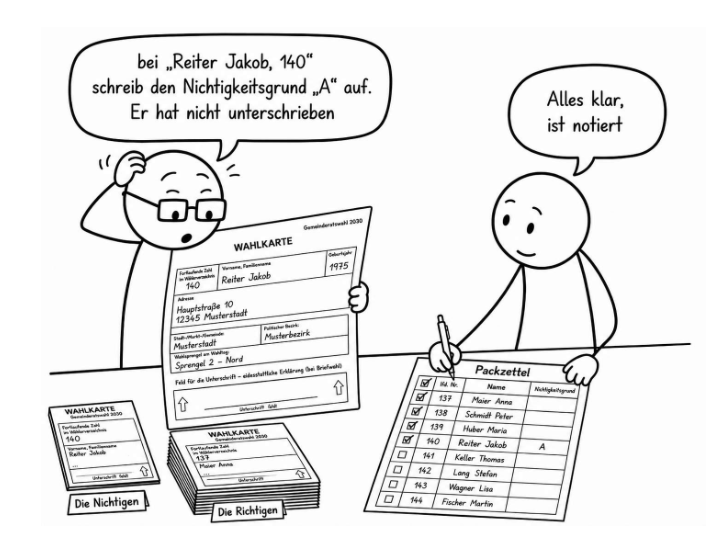 bei „Reiter Jakob, 140“
schreib den Nichtigkeitsgrund „A“ auf.
Er hat nicht unterschrieben
Alles klar,
ist notiert
Gemeinderatswahl 2030
WAHLKARTE
Fortlaufende Zahl
im Wählerverzeichnis
140
Vorname, Familienname
Reiter Jakob
Geburtsjahr
1975
Adresse
Hauptstraße 10
12345 Musterstadt
Stadt-/Markt-/Gemeinde:
Musterstadt
Politischer Bezirk:
Musterbezirk
Wahlsprengel am Wahltag:
Sprengel 2 – Nord
Feld für die Unterschrift – eidesstattliche Erklärung (bei Briefwahl)
Unterschrift fehlt
WAHLKARTE
Gemeinderatswahl 2030
Fortlaufende Zahl
im Wählerverzeichnis
140
Vorname, Familienname
Reiter Jakob
...
Unterschrift fehlt
Die Nichtigen
WAHLKARTE
Gemeinderatswahl 2030
Fortlaufende Zahl
im Wählerverzeichnis
137
Maier Anna
...
Unterschrift
Die Richtigen
Packzettel
lfd. Nr. Name Nichtigkeitsgrund
137 Maier Anna
138 Schmidt Peter
139 Huber Maria
140 Reiter Jakob A
141 Keller Thomas
142 Lang Stefan
143 Wagner Lisa
144 Fischer Martin